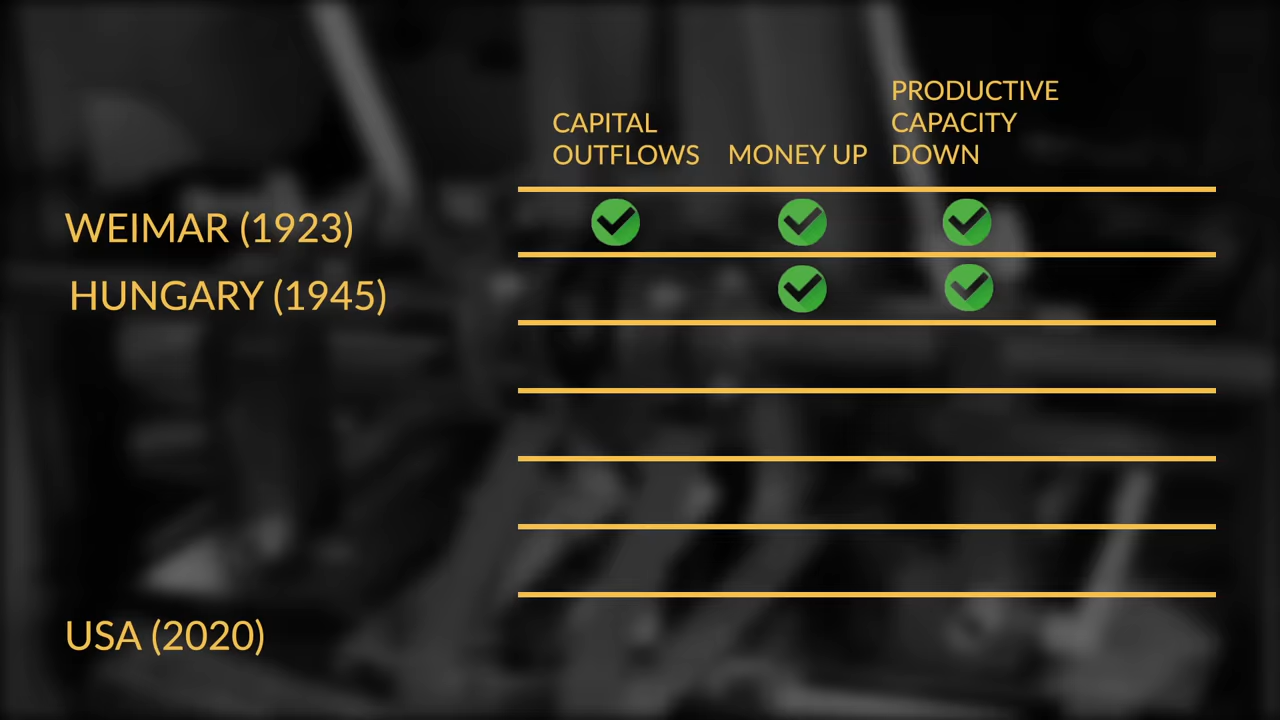 PRODUCTIVE
CAPITAL CAPACITY
OUTFLOWS MONEY UP DOWN
WEIMAR (1923)
HUNGARY (1945)
USA (2020)